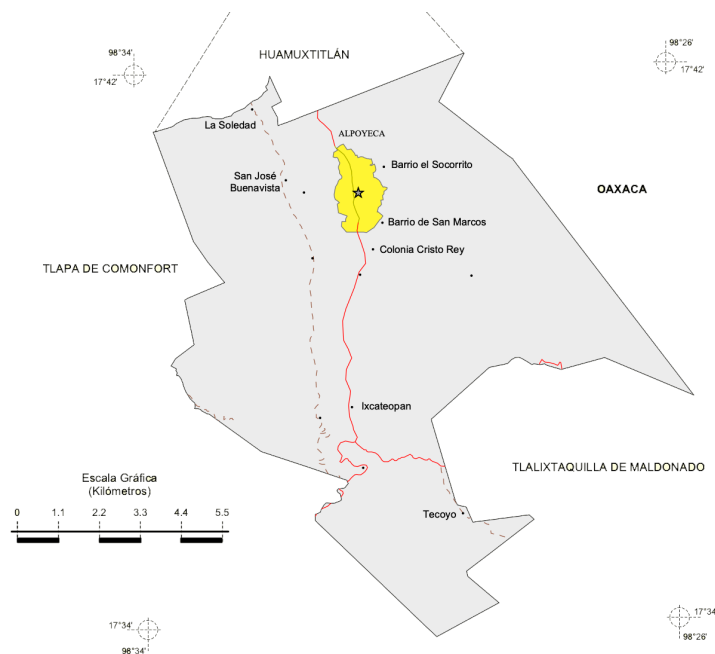 98°34'
17°42'
HUAMUXTITLÁN
98°26'
17°42'
La Soledad
ALPOYECA
Barrio el Socorrito
San José
Buenavista
OAXACA
Barrio de San Marcos
Colonia Cristo Rey
TLAPA DE COMONFORT
Ixcateopan
TLALIXTAQUILLA DE MALDONADO
Escala Gráfica
(Kilómetros)
0 1.1 2.2 3.3 4.4 5.5
Tecoyo
17°34'
98°34'
17°34'
98°26'